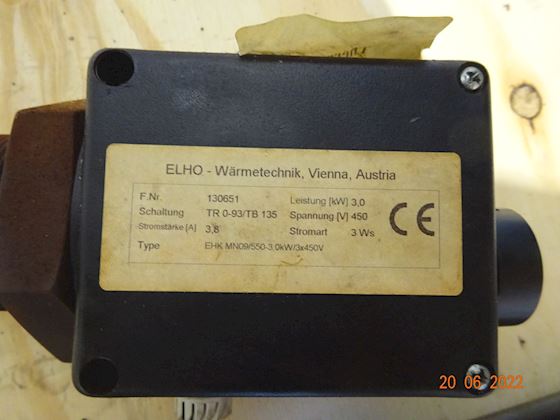 ELHO - Wärmetechnik, Vienna, Austria
F.Nr. 130651 Leistung [kW] 3,0
Schaltung TR 0-93/TB 135 Spannung [V] 450
Stromstärke [A] 3,8 Stromart 3 Ws
Type EHK MN09/550-3,0kW/3x450V
CE
20 06 2022